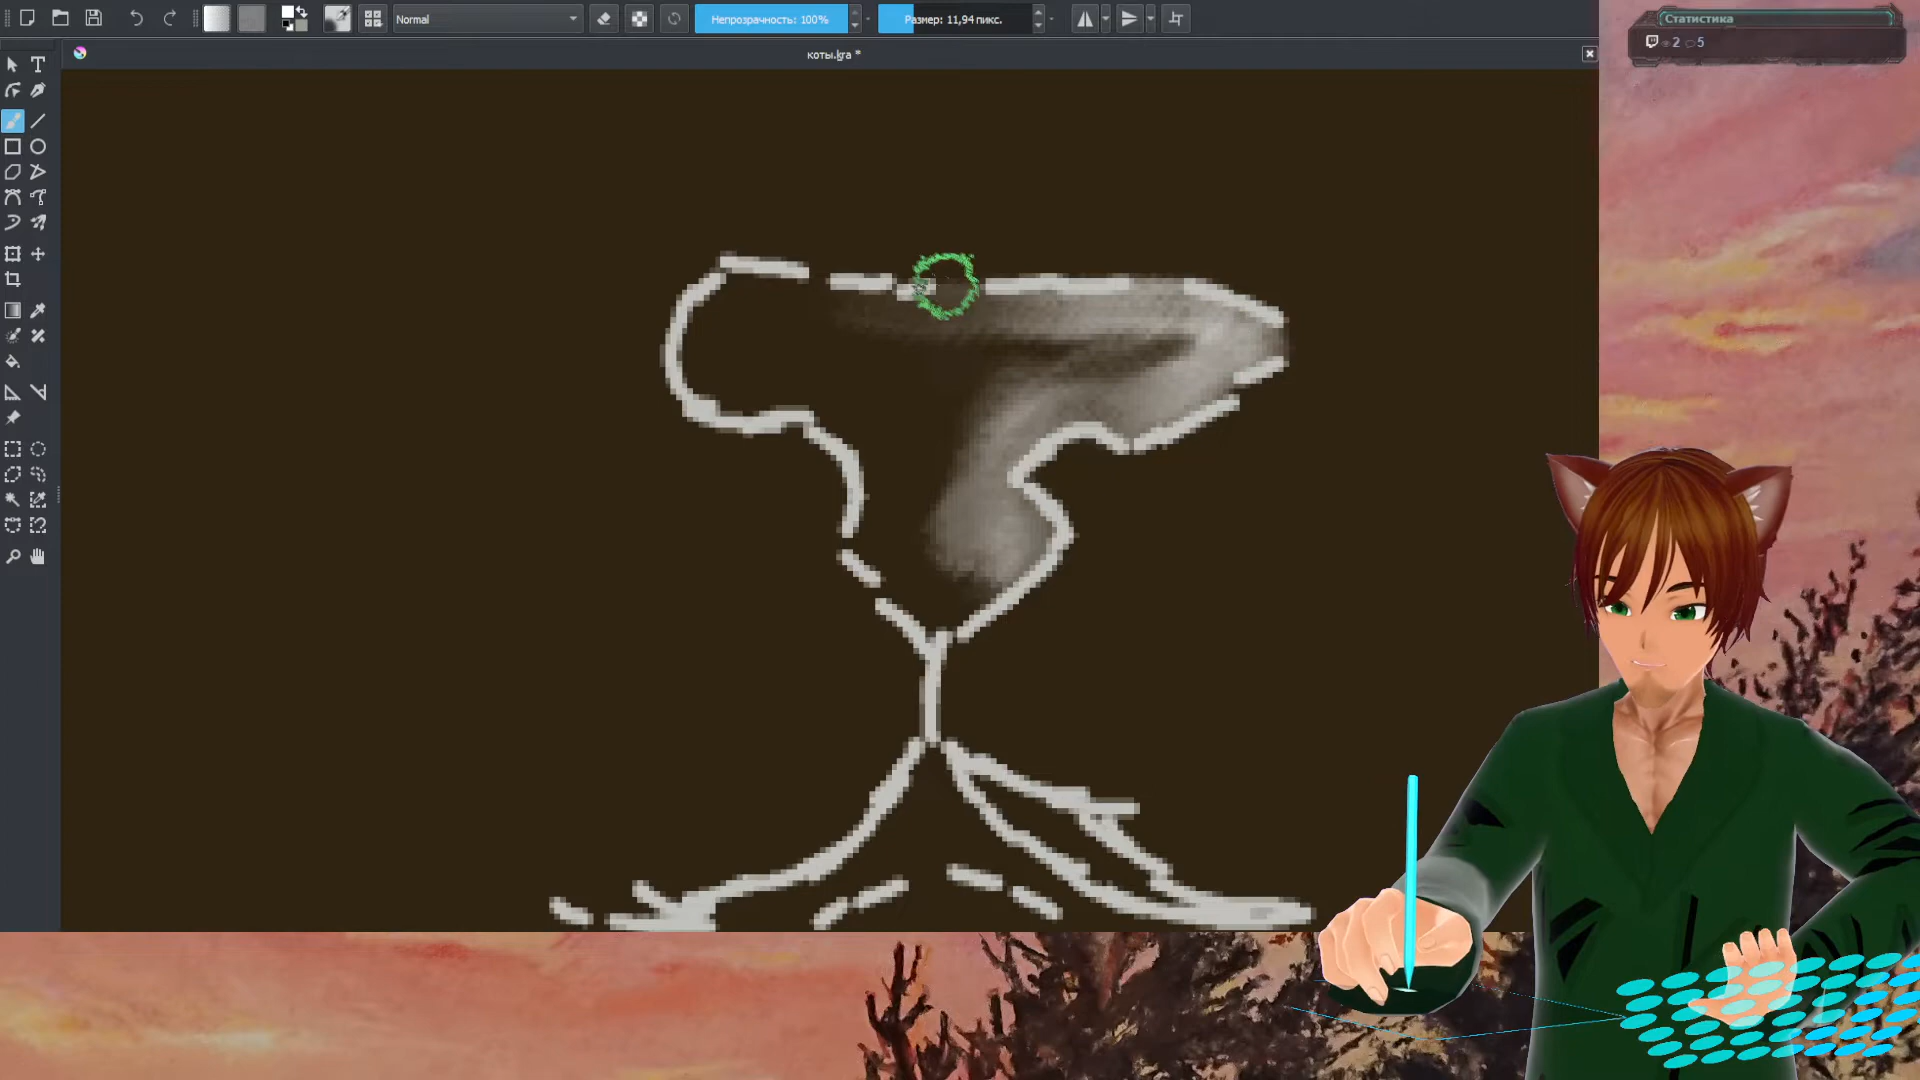 Normal
Непрозрачность: 100%
Размер: 11,94 пикс.
Статистика
2 5
коты.kra *